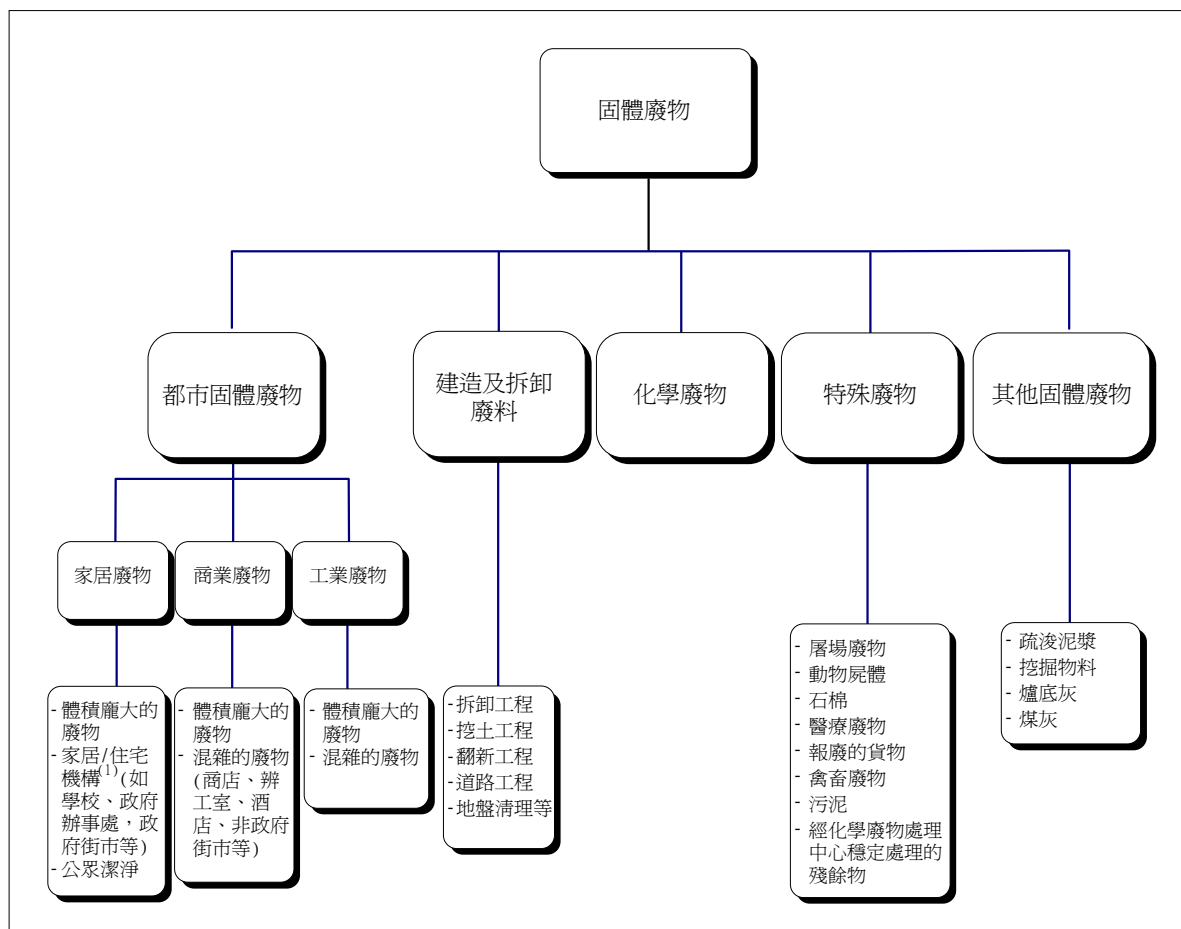 固體廢物
都市固體廢物
建造及拆卸
廢料
化學廢物
特殊廢物
其他固體廢物
家居廢物
商業廢物
工業廢物
- 體積龐大的
廢物
- 家居/住宅
機構(1)(如
學校、政府
辦事處，政
府街市等)
- 公眾潔淨
- 體積龐大的
廢物
- 混雜的廢物
(商店、辨
工室、酒
店、非政府
街市等)
- 體積龐大的
廢物
- 混雜的廢物
- 拆卸工程
- 挖土工程
- 翻新工程
- 道路工程
- 地盤清理等
- 屠場廢物
- 動物屍體
- 石棉
- 醫療廢物
- 報廢的貨物
- 禽畜廢物
- 污泥
- 經化學廢物處理
中心穩定處理的
殘餘物
- 疏浚泥漿
- 挖掘物料
- 爐底灰
- 煤灰